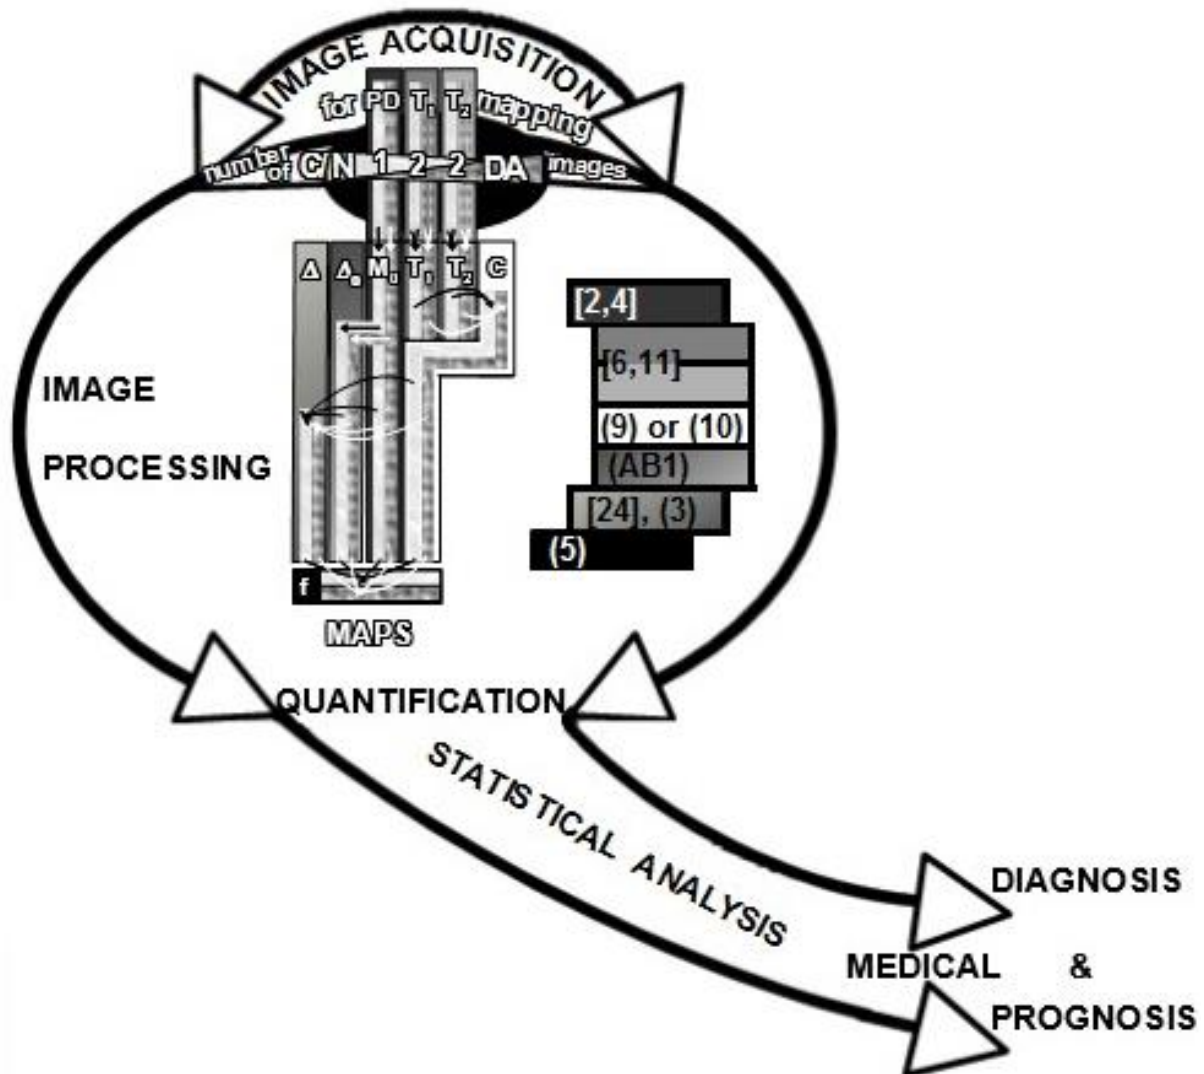 IMAGE ACQUISITION
for PD T₁ T₂ mapping
number of C/N 1 2 2 DA images
Δ Δ₀ M₀ T₁ T₂ C
[2,4]
[6,11]
(9) or (10)
(AB1)
[24], (3)
(5)
IMAGE
PROCESSING
f
MAPS
QUANTIFICATION
STATISTICAL ANALYSIS
DIAGNOSIS
MEDICAL &
PROGNOSIS